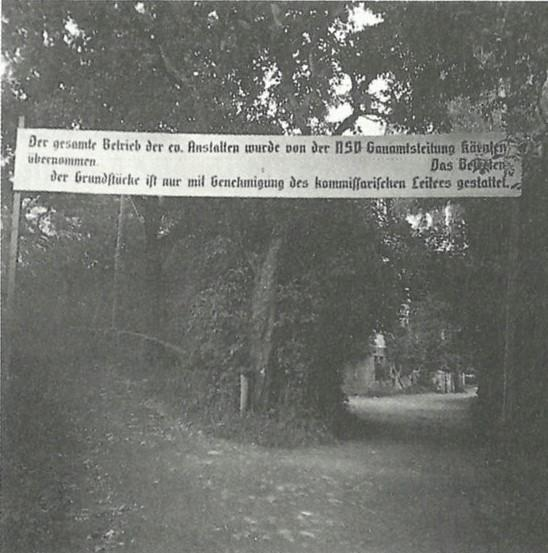 Der gesamte Betrieb der ev. Anstalten wurde von der NSV Gauamtsleitung Kärnten
übernommen. Das Betreten
der Grundstücke ist nur mit Genehmigung des kommissarischen Leiters gestattet.